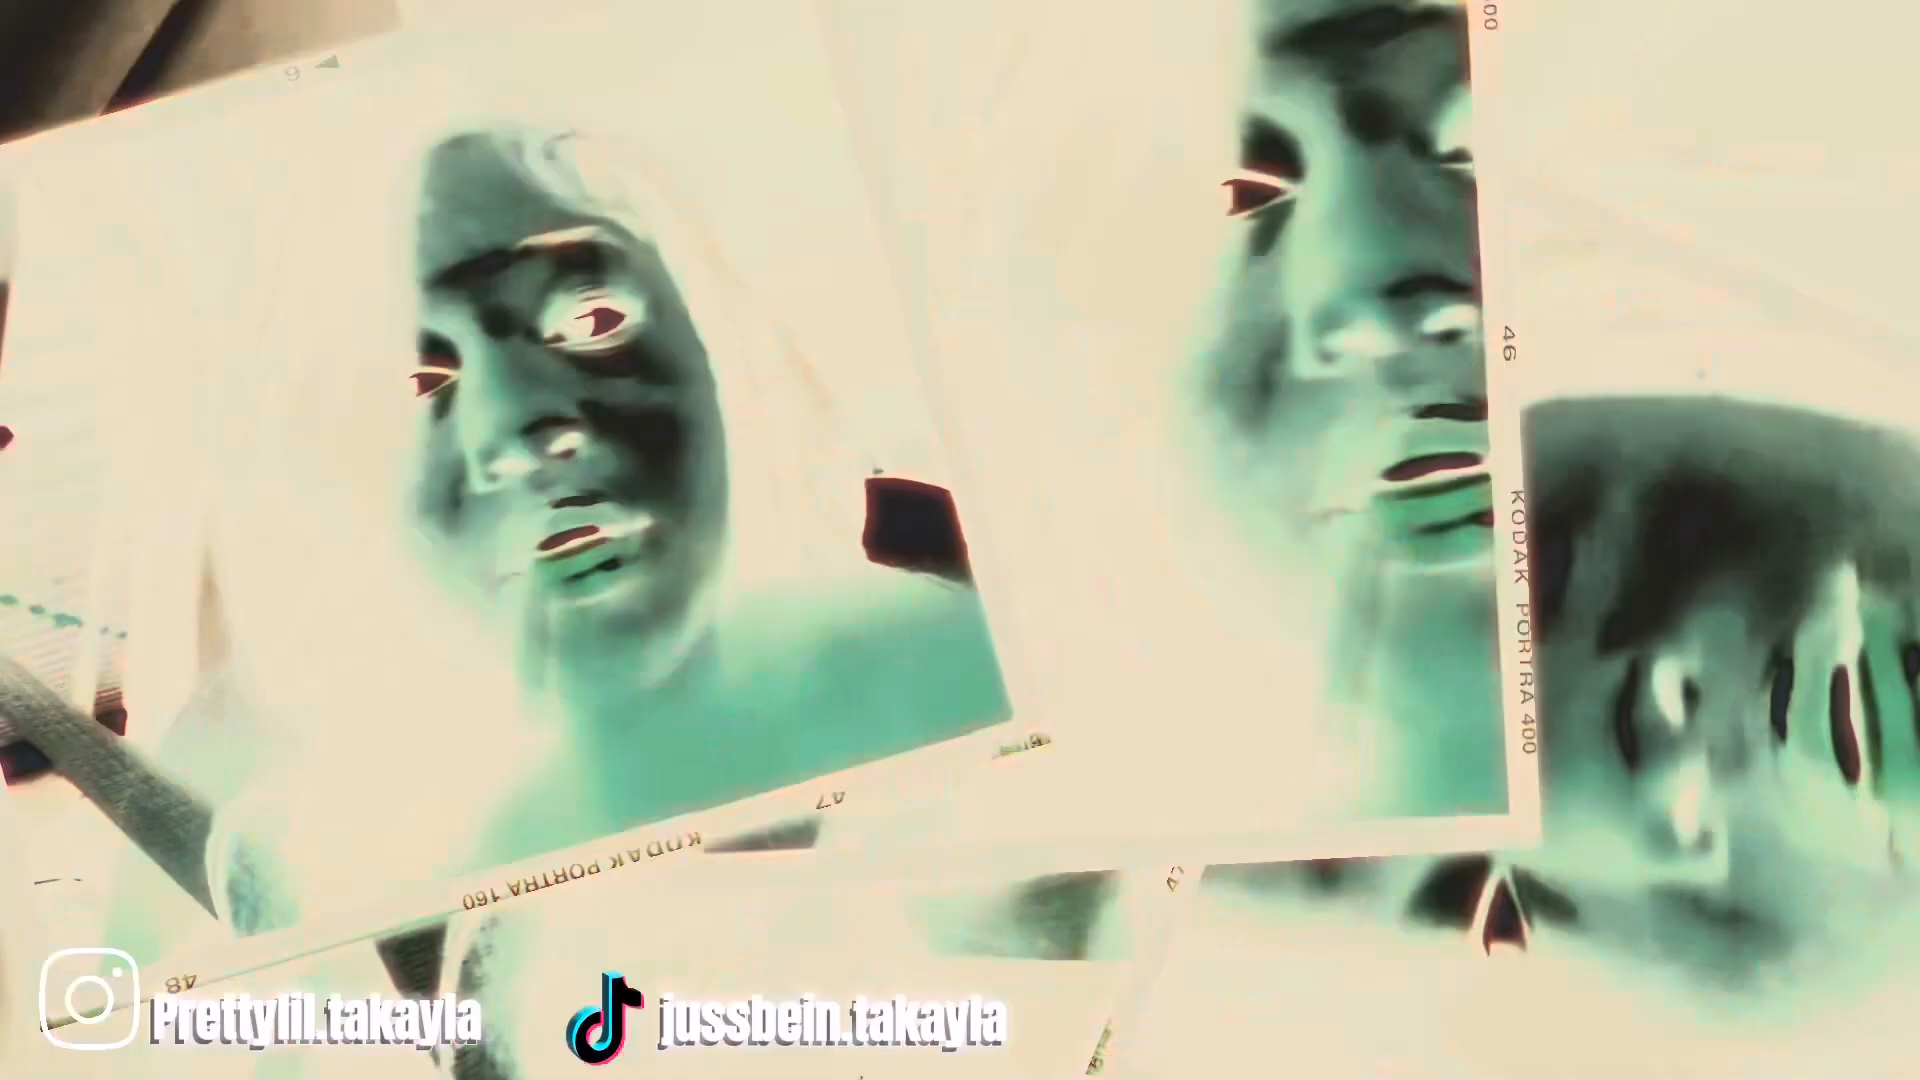 6
00
46
KODAK PORTRA 400
47
KODAK PORTRA 160
47
48
Prettylil.takayla
jussbein.takayla